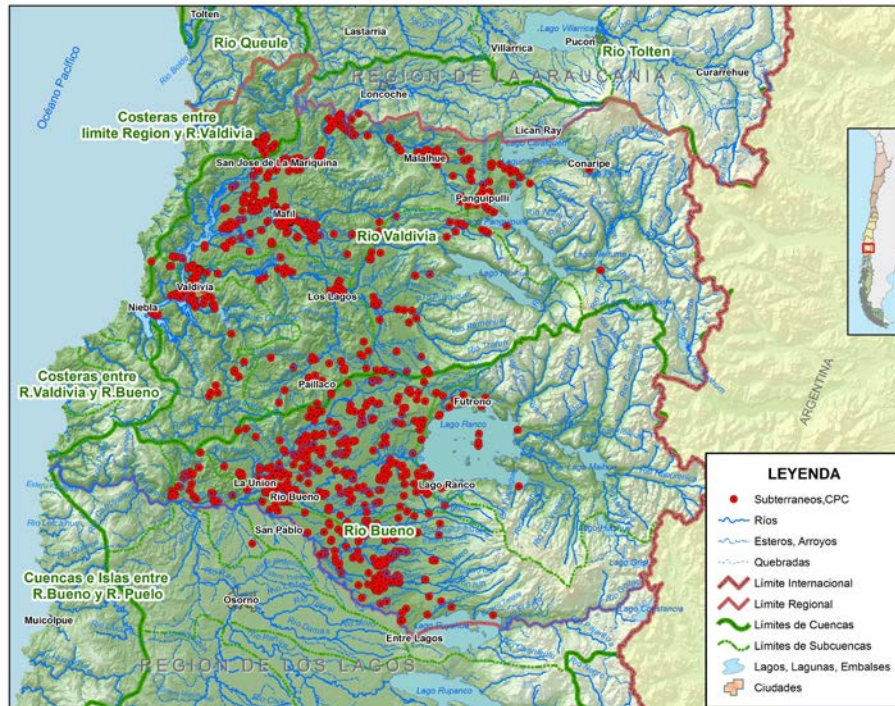 Tolten
Rio Queule
Lastarria
Lago Villarrica
Villarrica
Pucon
Rio Tolten
Curarrehue
REGION DE LA ARAUCANIA
Océano Pacífico
Loncoche
Costeras entre
limite Region y R.Valdivia
Lican Ray
San Jose de La Mariquina
Malalhue
Conaripe
Panguipulli
Mafil
Rio Valdivia
Valdivia
Los Lagos
Niebla
Costeras entre
R.Valdivia y R.Bueno
Paillaco
Futrono
Lago Ranco
ARGENTINA
La Union
Rio Bueno
Lago Ranco
San Pablo
Rio Bueno
Cuencas e Islas entre
R.Bueno y R. Puelo
Muicolpue
Osorno
Entre Lagos
REGION DE LOS LAGOS
Lago Rupanco
LEYENDA
Subterraneos,CPC
Ríos
Esteros, Arroyos
Quebradas
Límite Internacional
Límite Regional
Límites de Cuencas
Límites de Subcuencas
Lagos, Lagunas, Embalses
Ciudades